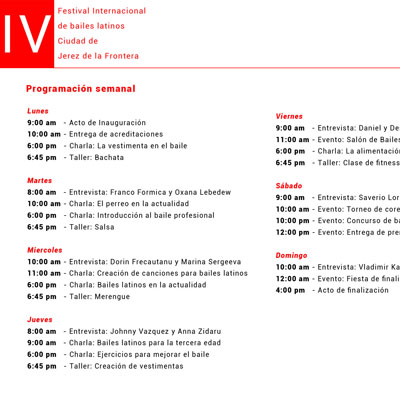 IV
Festival Internacional
de bailes latinos
Ciudad de
Jerez de la Frontera
Programación semanal
Lunes
9:00 am - Acto de Inauguración
10:00 am - Entrega de acreditaciones
6:00 pm - Charla: La vestimenta en el baile
6:45 pm - Taller: Bachata
Martes
8:00 am - Entrevista: Franco Formica y Oxana Lebedew
10:00 am - Charla: El perreo en la actualidad
6:00 pm - Charla: Introducción al baile profesional
6:45 pm - Taller: Salsa
Miercoles
10:00 am - Entrevista: Dorin Frecautanu y Marina Sergeeva
11:00 am - Charla: Creación de canciones para bailes latinos
6:00 pm - Charla: Bailes latinos en la actualidad
6:45 pm - Taller: Merengue
Jueves
8:00 am - Entrevista: Johnny Vazquez y Anna Zidaru
9:00 am - Charla: Bailes latinos para la tercera edad
6:00 pm - Charla: Ejercicios para mejorar el baile
6:45 pm - Taller: Creación de vestimentas
Viernes
9:00 am - Entrevista: Daniel y De
11:00 am - Evento: Salón de Bailes
6:00 pm - Charla: La alimentació
6:45 pm - Taller: Clase de fitness
Sábado
9:00 am - Entrevista: Saverio Lor
10:00 am - Evento: Torneo de core
10:00 pm - Evento: Concurso de ba
12:00 pm - Evento: Entrega de pre
Domingo
10:00 am - Entrevista: Vladimir Ka
12:00 am - Evento: Fiesta de finali
4:00 pm - Acto de finalización